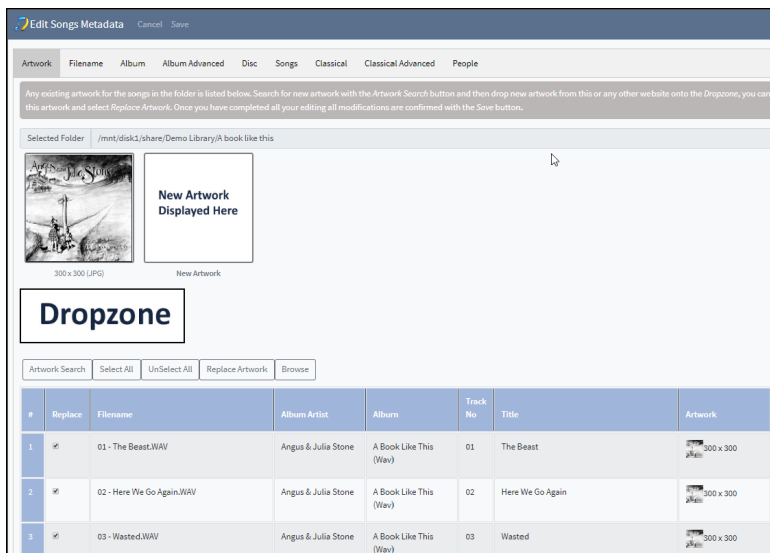 Edit Songs Metadata Cancel Save
Artwork Filename Album Album Advanced Disc Songs Classical Classical Advanced People
Any existing artwork for the songs in the folder is listed below. Search for new artwork with the Artwork Search button and then drop new artwork from this or any other website onto the Dropzone, you can
this artwork and select Replace Artwork. Once you have completed all your editing all modifications are confirmed with the Save button.
Selected Folder /mnt/disk1/share/Demo Library/A book like this
Angus and Julia Stone
New Artwork
Displayed Here
300 x 300 (JPG) New Artwork
Dropzone
Artwork Search Select All UnSelect All Replace Artwork Browse
# Replace Filename Album Artist Album Track No Title Artwork
1 01 - The Beast.WAV Angus & Julia Stone A Book Like This (Wav) 01 The Beast 300 x 300
2 02 - Here We Go Again.WAV Angus & Julia Stone A Book Like This (Wav) 02 Here We Go Again 300 x 300
3 03 - Wasted.WAV Angus & Julia Stone A Book Like This (Wav) 03 Wasted 300 x 300